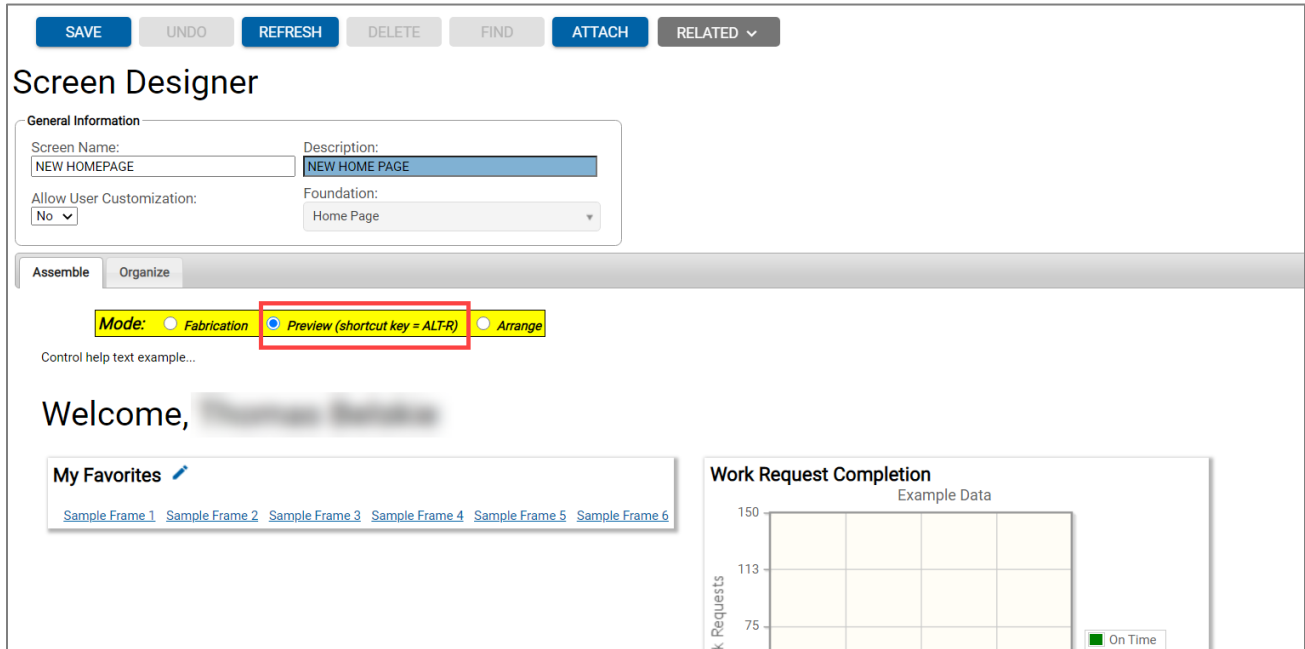 SAVE UNDO REFRESH DELETE FIND ATTACH RELATED
Screen Designer
General Information
Screen Name: Description:
NEW HOMEPAGE NEW HOME PAGE
Allow User Customization: Foundation:
No Home Page
Assemble Organize
Mode: Fabrication Preview (shortcut key = ALT-R) Arrange
Control help text example...
Welcome,
My Favorites Work Request Completion
Example Data
Sample Frame 1 Sample Frame 2 Sample Frame 3 Sample Frame 4 Sample Frame 5 Sample Frame 6
150
113
75
Requests
On Time